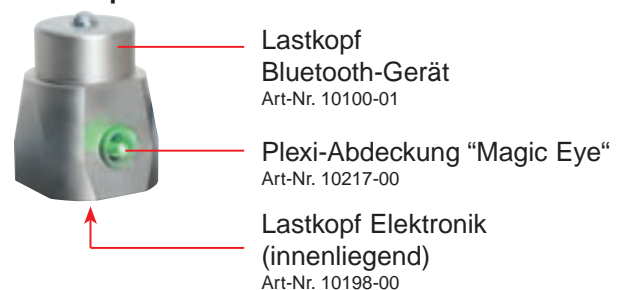 Lastkopf
Bluetooth-Gerät
Art-Nr. 10100-01
Plexi-Abdeckung “Magic Eye“
Art-Nr. 10217-00
Lastkopf Elektronik
(innenliegend)
Art-Nr. 10198-00